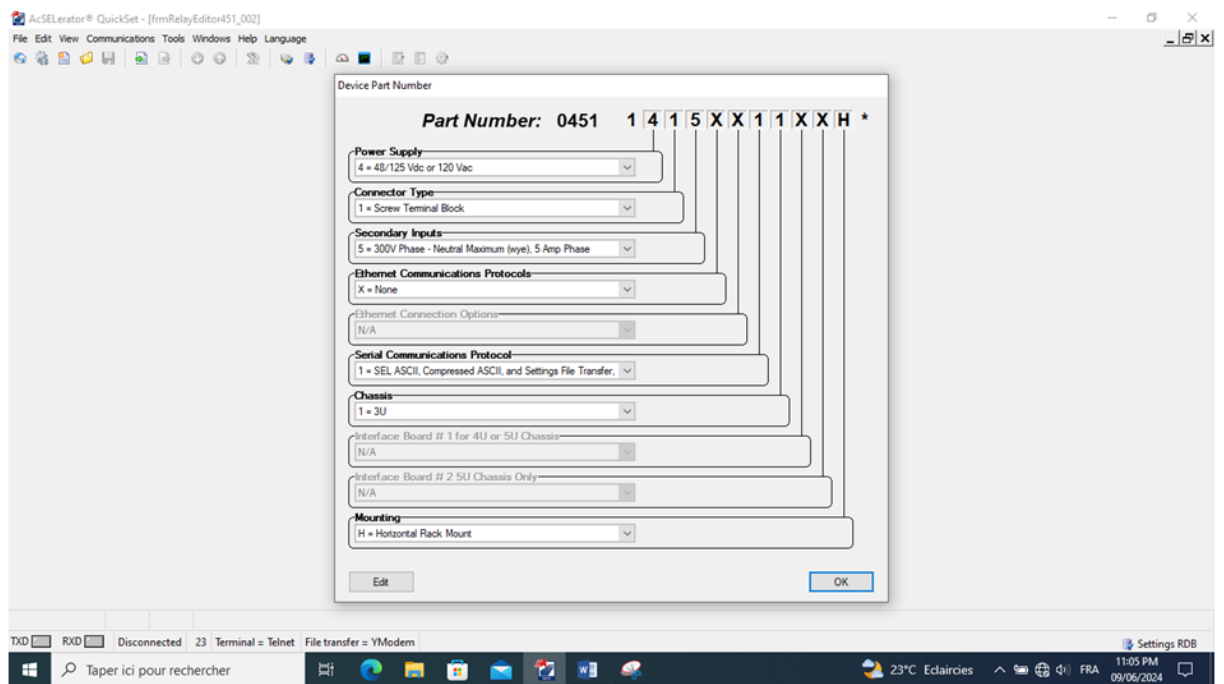 AcSELerator® QuickSet - [frmRelayEditor451_002]
File Edit View Communications Tools Windows Help Language
Device Part Number
Part Number: 0451 1 4 1 5 X X 1 1 X X H *
Power Supply
4 = 48/125 Vdc or 120 Vac
Connector Type
1 = Screw Terminal Block
Secondary Inputs
5 = 300V Phase - Neutral Maximum (wye), 5 Amp Phase
Ethernet Communications Protocols
X = None
Ethernet Connection Options
N/A
Serial Communications Protocol
1 = SEL ASCII, Compressed ASCII, and Settings File Transfer,
Chassis
1 = 3U
Interface Board # 1 for 4U or 5U Chassis
N/A
Interface Board # 2 5U Chassis Only
N/A
Mounting
H = Horizontal Rack Mount
Edit OK
TXD RXD Disconnected 23 Terminal = Telnet File transfer = YModem Settings RDB
Taper ici pour rechercher 23°C Eclaircies FRA 11:05 PM
09/06/2024